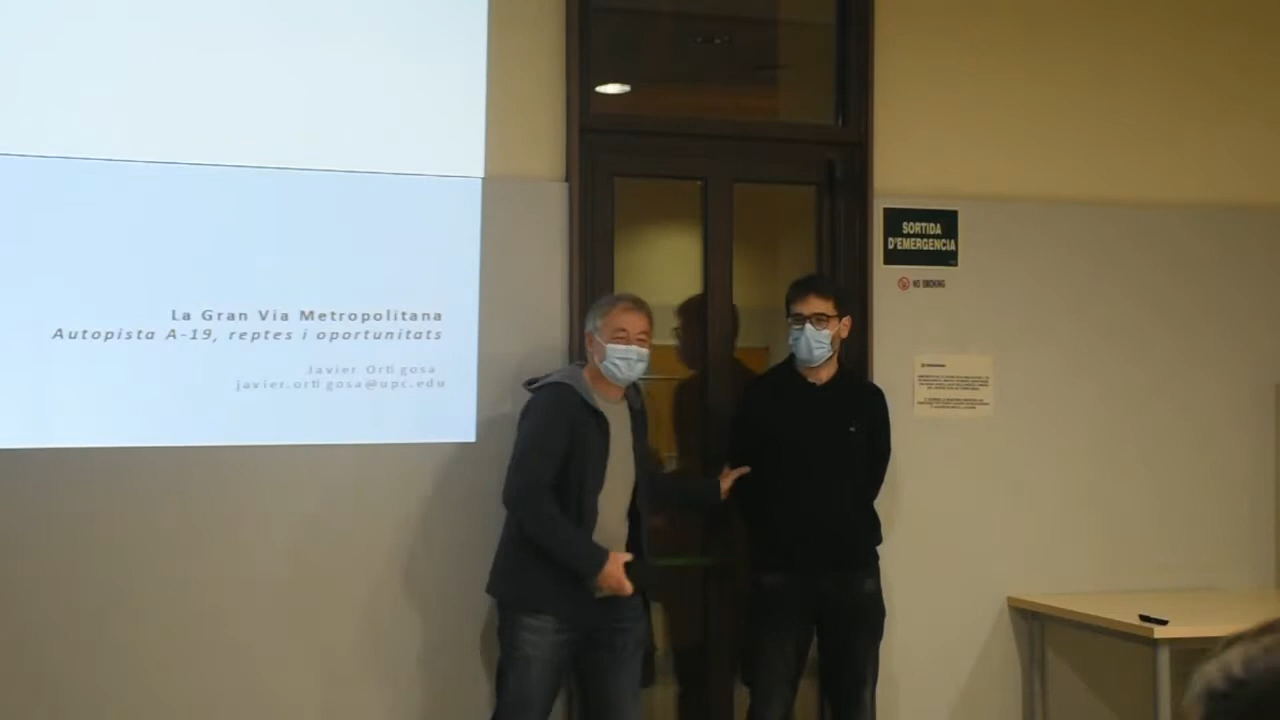 La Gran Via Metropolitana
Autopista A-19, reptes i oportunitats
Javier Ortigosa
javier.ortigosa@upc.edu
SORTIDA
D'EMERGENCIA
NO SMOKING